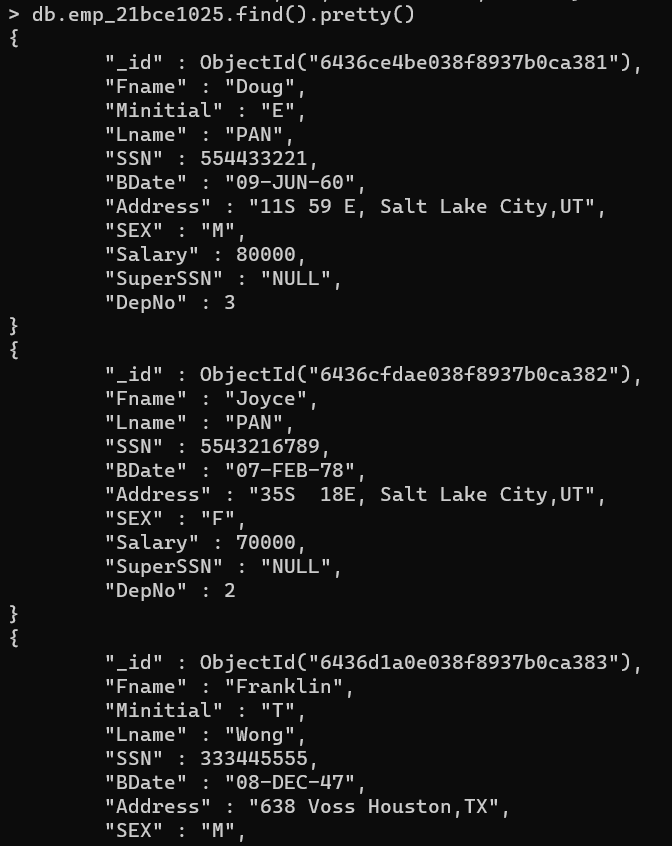 > db.emp_21bce1025.find().pretty()
{
"_id" : ObjectId("6436ce4be038f8937b0ca381"),
"Fname" : "Doug",
"Minitial" : "E",
"Lname" : "PAN",
"SSN" : 554433221,
"BDate" : "09-JUN-60",
"Address" : "11S 59 E, Salt Lake City,UT",
"SEX" : "M",
"Salary" : 80000,
"SuperSSN" : "NULL",
"DepNo" : 3
}
{
"_id" : ObjectId("6436cfdae038f8937b0ca382"),
"Fname" : "Joyce",
"Lname" : "PAN",
"SSN" : 5543216789,
"BDate" : "07-FEB-78",
"Address" : "35S  18E, Salt Lake City,UT",
"SEX" : "F",
"Salary" : 70000,
"SuperSSN" : "NULL",
"DepNo" : 2
}
{
"_id" : ObjectId("6436d1a0e038f8937b0ca383"),
"Fname" : "Franklin",
"Minitial" : "T",
"Lname" : "Wong",
"SSN" : 333445555,
"BDate" : "08-DEC-47",
"Address" : "638 Voss Houston,TX",
"SEX" : "M",